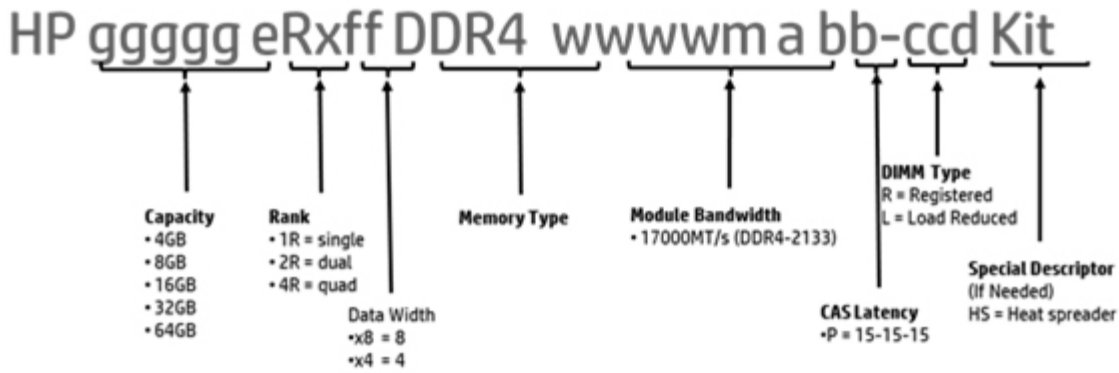 HP ggggg eRxff DDR4 wwwwm a bb-ccd Kit
Capacity
• 4GB
• 8GB
• 16GB
• 32GB
• 64GB
Rank
• 1R = single
• 2R = dual
• 4R = quad
Data Width
•x8 = 8
•x4 = 4
Memory Type
Module Bandwidth
• 17000MT/s (DDR4-2133)
CAS Latency
•P = 15-15-15
DIMM Type
R = Registered
L = Load Reduced
Special Descriptor
(If Needed)
HS = Heat spreader